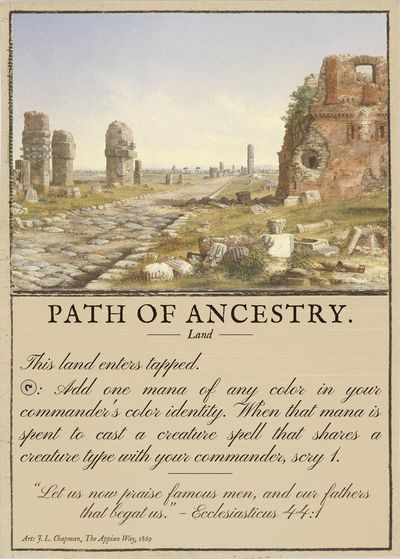 PATH OF ANCESTRY.
Land
This land enters tapped.
: Add one mana of any color in your
commander's color identity. When that mana is
spent to cast a creature spell that shares a
creature type with your commander, scry 1.
“Let us now praise famous men, and our fathers
that begat us.” – Ecclesiasticus 44:1
Art: J. L. Chapman, The Appian Way, 1869